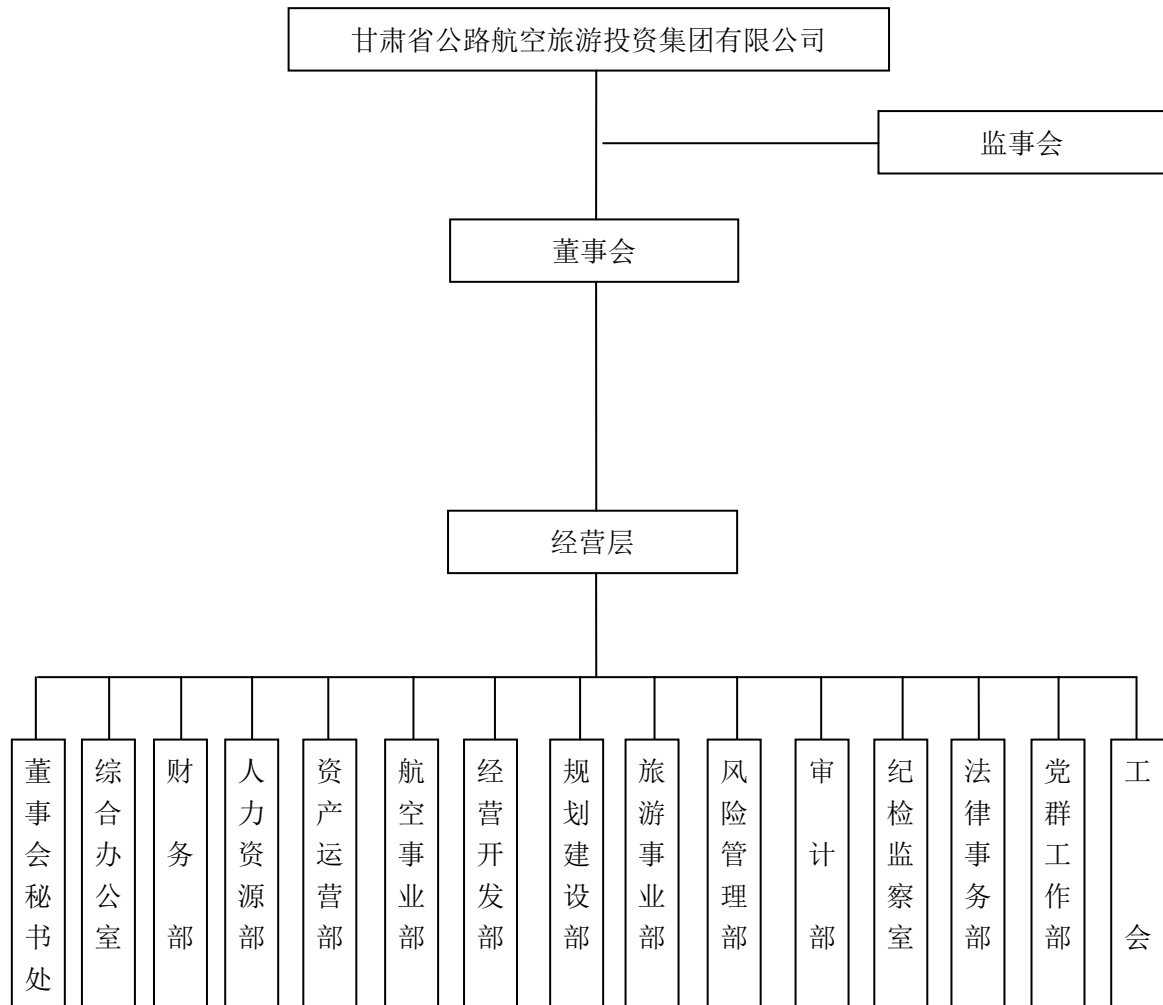 甘肃省公路航空旅游投资集团有限公司
监事会
董事会
经营层
董事会秘书处
综合办公室
财务部
人力资源部
资产运营部
航空事业部
经营开发部
规划建设部
旅游事业部
风险管理部
审计部
纪检监察室
法律事务部
党群工作部
工会